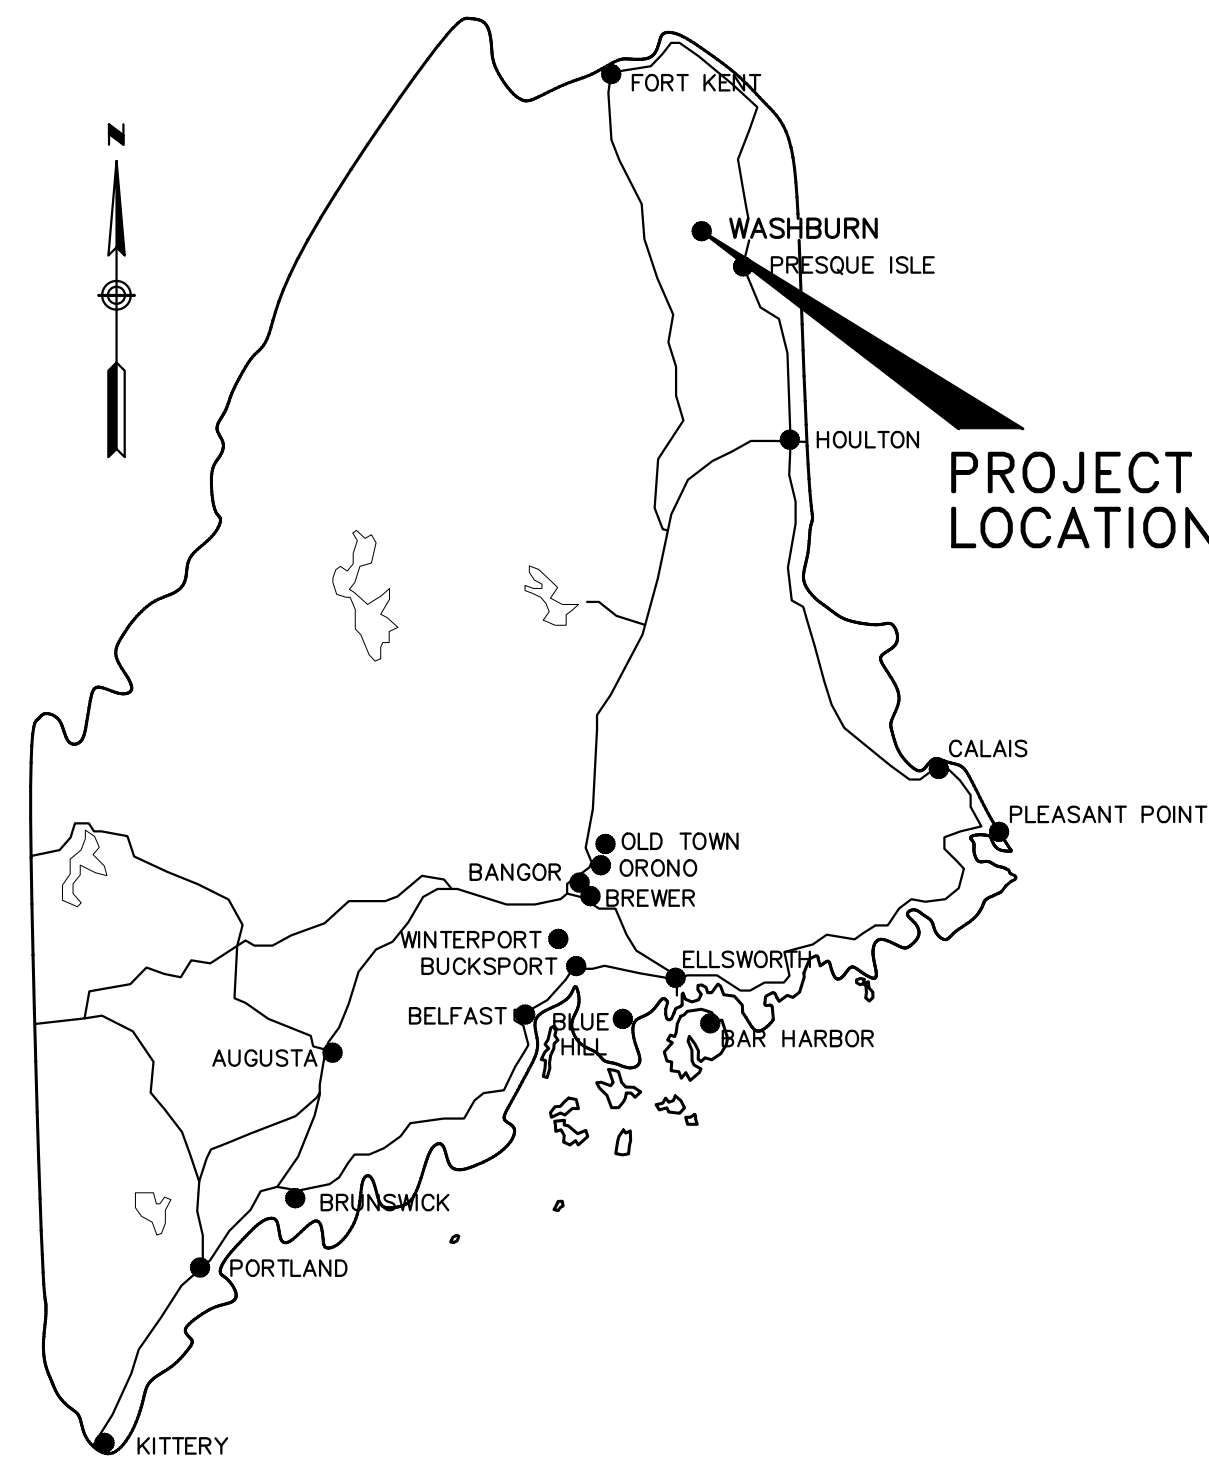 FORT KENT
N
WASHBURN
PRESQUE ISLE
HOULTON
PROJECT
LOCATION
CALAIS
PLEASANT POINT
OLD TOWN
ORONO
BANGOR
BREWER
WINTERPORT
ELLSWORTH
BUCKSPORT
BELFAST
BLUE
HILL
BAR HARBOR
AUGUSTA
BRUNSWICK
PORTLAND
KITTERY